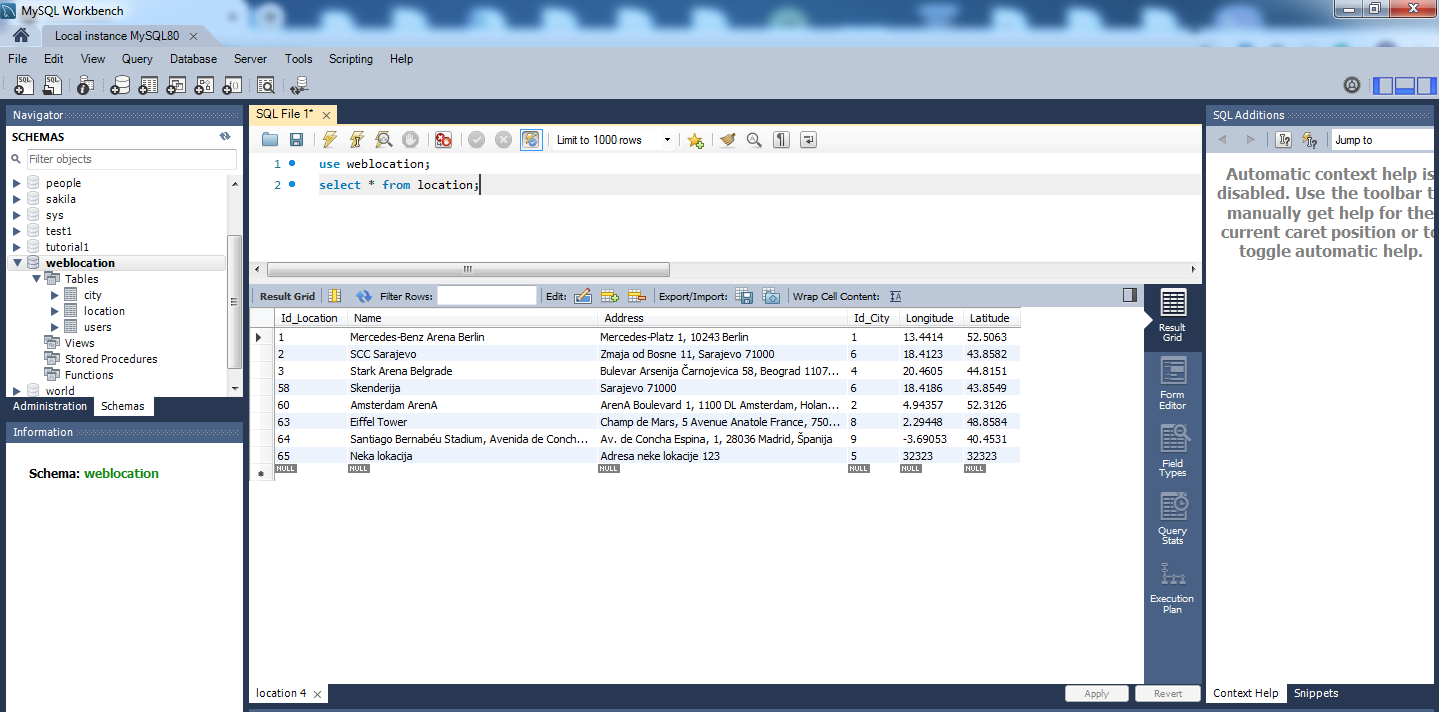 MySQL Workbench
Local instance MySQL80
File Edit View Query Database Server Tools Scripting Help
Navigator
SCHEMAS
Filter objects
people
sakila
sys
test1
tutorial1
weblocation
Tables
city
location
users
Views
Stored Procedures
Functions
world
Administration Schemas
Information
Schema: weblocation
SQL File 1*
Limit to 1000 rows
1 use weblocation;
2 select * from location;
Result Grid Filter Rows: Edit: Export/Import: Wrap Cell Content:
Id_Location Name Address Id_City Longitude Latitude
1 Mercedes-Benz Arena Berlin Mercedes-Platz 1, 10243 Berlin 1 13.4414 52.5063
2 SCC Sarajevo Zmaja od Bosne 11, Sarajevo 71000 6 18.4123 43.8582
3 Stark Arena Belgrade Bulevar Arsenija Čarnojevica 58, Beograd 1107... 4 20.4605 44.8151
58 Skenderija Sarajevo 71000 6 18.4186 43.8549
60 Amsterdam ArenA ArenA Boulevard 1, 1100 DL Amsterdam, Holan... 2 4.94357 52.3126
63 Eiffel Tower Champ de Mars, 5 Avenue Anatole France, 750... 8 2.29448 48.8584
64 Santiago Bernabéu Stadium, Avenida de Conch... Av. de Concha Espina, 1, 28036 Madrid, Španija 9 -3.69053 40.4531
65 Neka lokacija Adresa neke lokacije 123 5 32323 32323
NULL NULL NULL NULL NULL NULL
Result
Grid
Form
Editor
Field
Types
Query
Stats
Execution
Plan
location 4
Apply Revert
SQL Additions
Jump to
Automatic context help is
disabled. Use the toolbar t
manually get help for the
current caret position or to
toggle automatic help.
Context Help Snippets